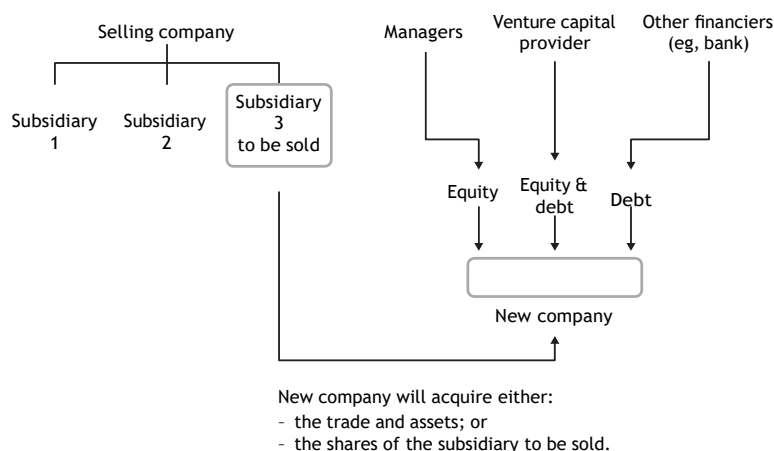 Selling company
Subsidiary
1
Subsidiary
2
Subsidiary
3
to be sold
Managers
Venture capital
provider
Other financiers
(eg, bank)
Equity
Equity &
debt
Debt
New company
New company will acquire either:
- the trade and assets; or
- the shares of the subsidiary to be sold.